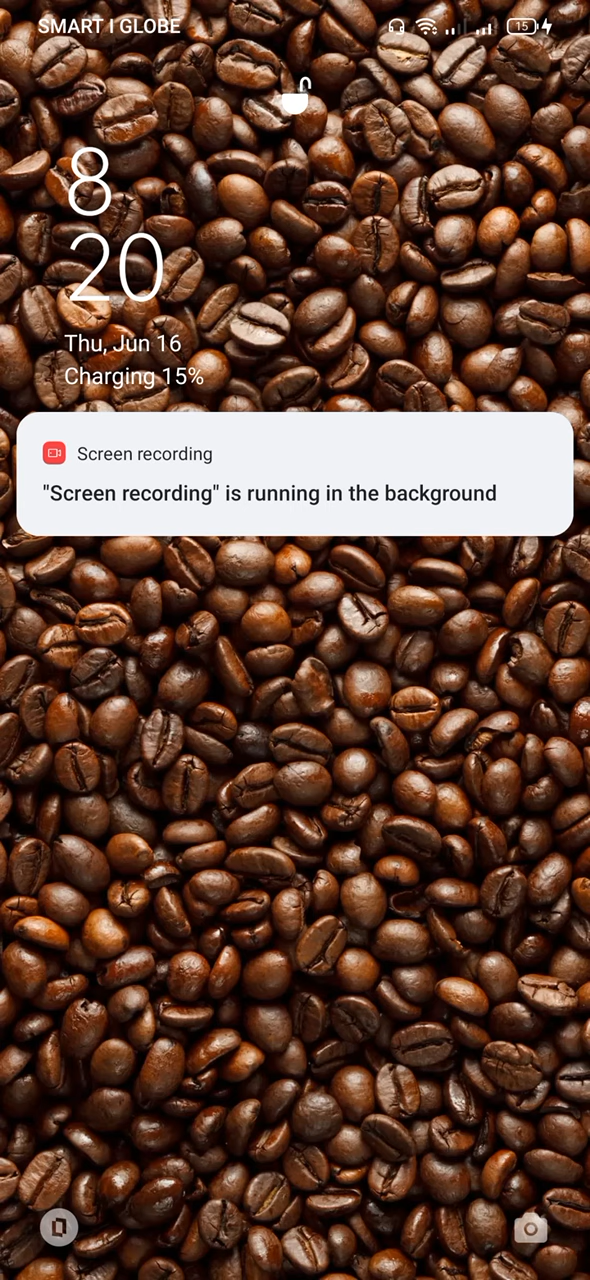 SMART I GLOBE
15
8
20
Thu, Jun 16
Charging 15%
Screen recording
"Screen recording" is running in the background